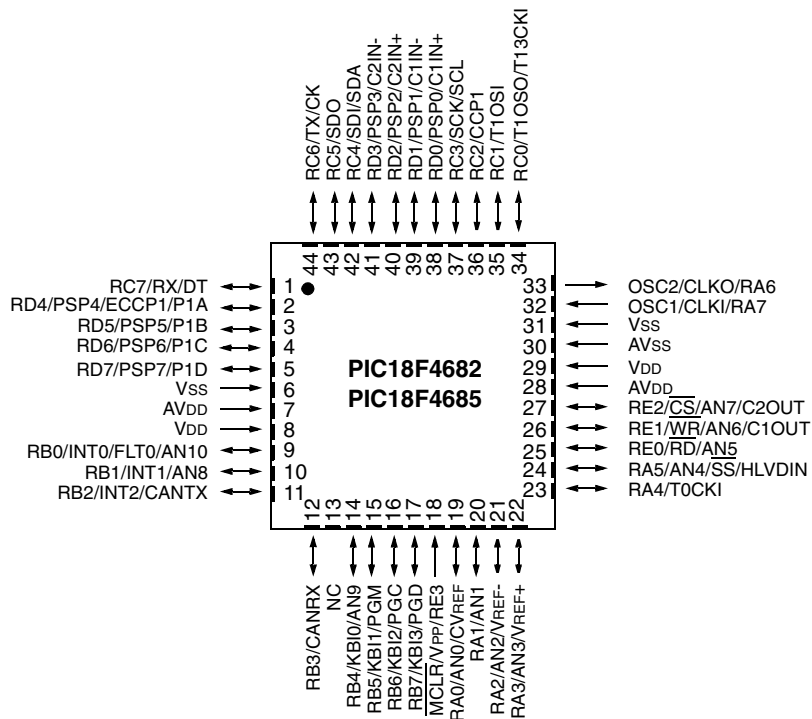 RC6/TX/CK
RC5/SDO
RC4/SDI/SDA
RD3/PSP3/C2IN-
RD2/PSP2/C2IN+
RD1/PSP1/C1IN-
RD0/PSP0/C1IN+
RC3/SCK/SCL
RC2/CCP1
RC1/T1OSI
RC0/T1OSO/T13CKI
44
43
42
41
40
39
38
37
36
35
34
RC7/RX/DT 1
RD4/PSP4/ECCP1/P1A 2
RD5/PSP5/P1B 3
RD6/PSP6/P1C 4
RD7/PSP7/P1D 5
VSS 6
AVDD 7
VDD 8
RB0/INT0/FLT0/AN10 9
RB1/INT1/AN8 10
RB2/INT2/CANTX 11
PIC18F4682
PIC18F4685
33 OSC2/CLKO/RA6
32 OSC1/CLKI/RA7
31 VSS
30 AVSS
29 VDD
28 AVDD
27 RE2/CS/AN7/C2OUT
26 RE1/WR/AN6/C1OUT
25 RE0/RD/AN5
24 RA5/AN4/SS/HLVDIN
23 RA4/T0CKI
12
13
14
15
16
17
18
19
20
21
22
RB3/CANRX
NC
RB4/KBI0/AN9
RB5/KBI1/PGM
RB6/KBI2/PGC
RB7/KBI3/PGD
MCLR/VPP/RE3
RA0/AN0/CVREF
RA1/AN1
RA2/AN2/VREF-
RA3/AN3/VREF+